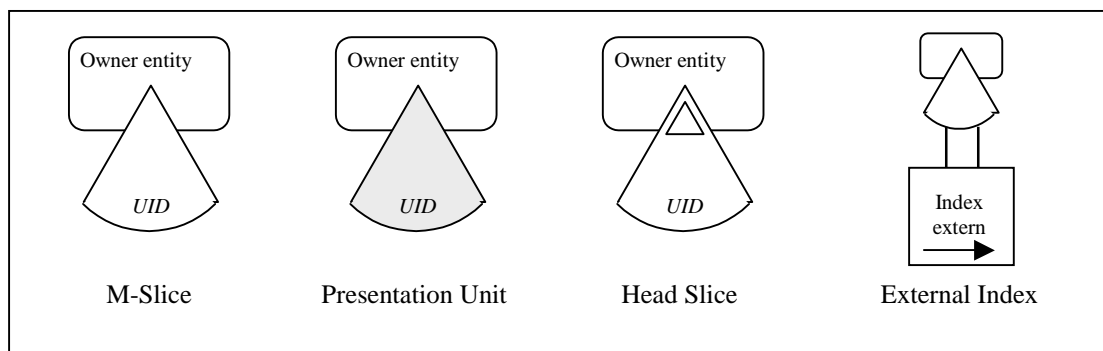 Owner entity
Owner entity
Owner entity
UID
UID
UID
Index
extern
M-Slice
Presentation Unit
Head Slice
External Index